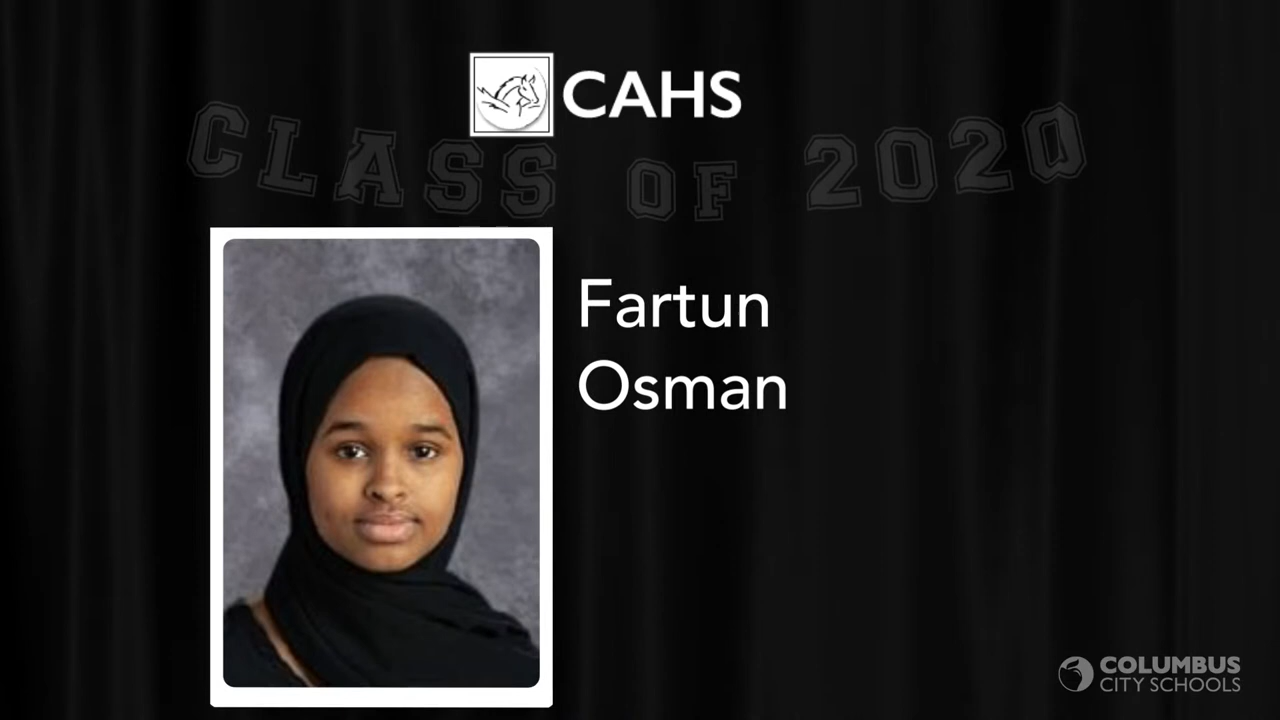 CAHS
CLASS OF 2020
Fartun
Osman
COLUMBUS
CITY SCHOOLS